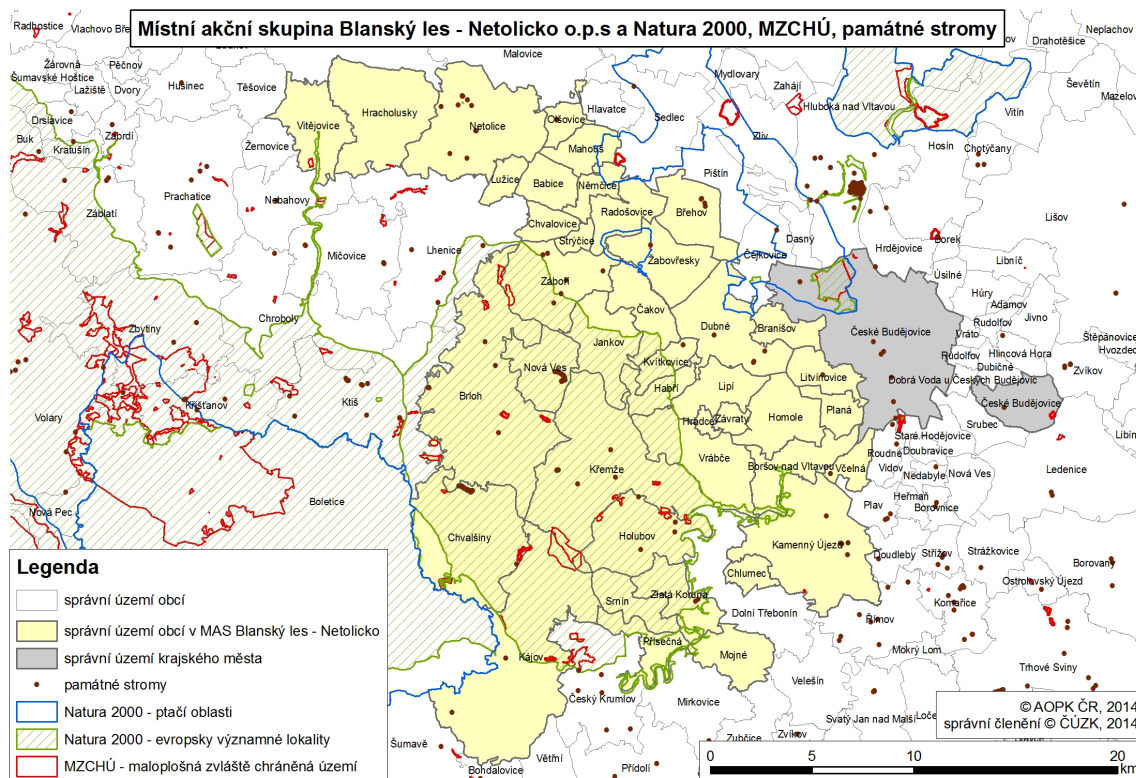 Místní akční skupina Blanský les - Netolicko o.p.s a Natura 2000, MZCHÚ, památné stromy
Radhostice
Vlachovo Bře
Malovice
Neplachov
Drahotěšice
Ševětín
Mazelov
Žárovná
Pěčnov
Šumavské Hoštice
Lažiště
Dvory
Husinec
Těšovice
Drslavice
Buk
Kratušín
Zábrdí
Žernovice
Vitějovice
Hracholusky
Netolice
Olšovice
Hlavatce
Sedlec
Mydlovary
Zahájí
Hluboká nad Vltavou
Vitín
Zliv
Hosín
Chotýčany
Mahouš
Lužice
Babice
Němčice
Pištín
Prachatice
Nebahovy
Záblatí
Lhenice
Mičovice
Chvalovice
Radošovice
Břehov
Strýčice
Žabovřesky
Dasný
Čejkovice
Hrdějovice
Borek
Lišov
Libníč
Úsilné
Hůry
Adamov
Rudolfov
Jivno
Vráto
Rudolfov
Hlincová Hora
Dubičné
Štěpánovice
Hvozdec
Zvíkov
Záboří
Čakov
Dubné
Branišov
České Budějovice
Dobrá Voda u Českých Budějovic
České Budějovice
Chroboly
Zbytiny
Jankov
Kvítkovice
Nová Ves
Habří
Lipí
Litvínovice
Brloh
Ktiš
Křišťanov
Volary
Hradce
Závraty
Homole
Planá
Srubec
Libín
Staré Hodějovice
Doubravice
Roudné
Vidov
Nedabyle
Nová Ves
Ledenice
Vrábče
Boršov nad Vltavou
Včelná
Křemže
Plav
Heřmaň
Borovnice
Boletice
Nová Pec
Chvalšiny
Holubov
Kamenný Újezd
Doudleby
Střížov
Strážkovice
Borovany
Ostrolovský Újezd
Chlumec
Srnín
Zlatá Koruna
Dolní Třebonín
Komařice
Římov
Přísečná
Mojné
Mokrý Lom
Kájov
Velešín
Trhové Sviny
Český Krumlov
Mirkovice
Svatý Jan nad Malší
Zubčice
Zvíkov
Šumavě
Větřní
Bohdalovice
Přídolí
Legenda
správní území obcí
správní území obcí v MAS Blanský les - Netolicko
správní území krajského města
památné stromy
Natura 2000 - ptačí oblasti
Natura 2000 - evropsky významné lokality
MZCHÚ - maloplošná zvláště chráněná území
© AOPK ČR, 2014
správní členění © ČÚZK, 2014
0 5 10 20
km